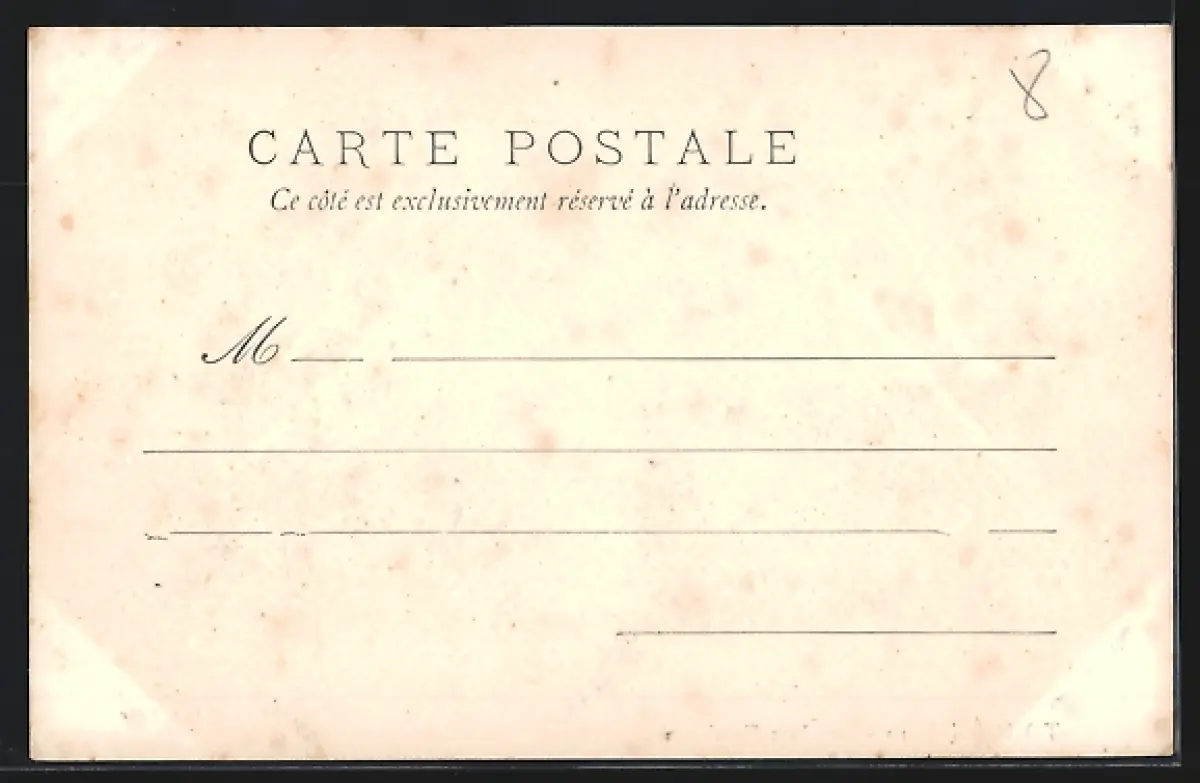 8
CARTE POSTALE
Ce côté est exclusivement réservé à l'adresse.
M